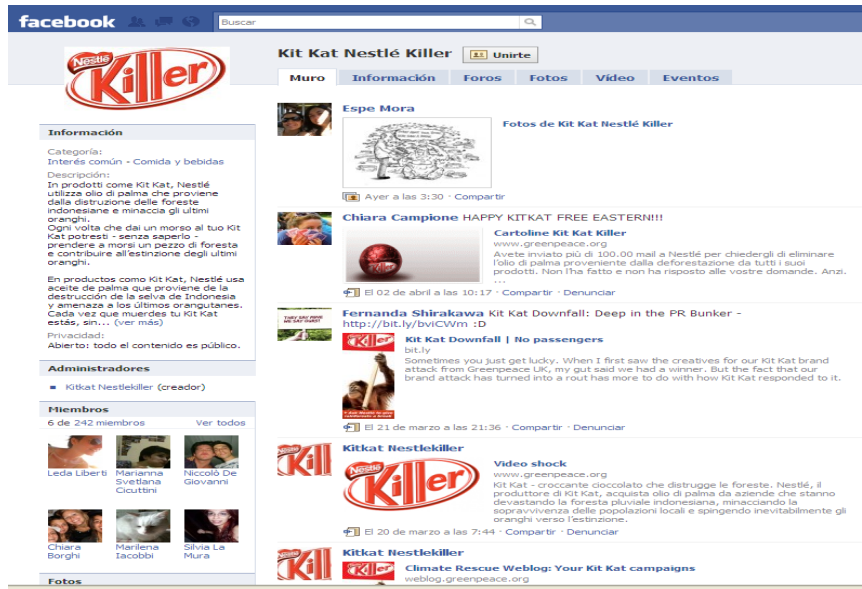 facebook
Buscar
Nestlé
Killer
Kit Kat Nestlé Killer
Unirte
Muro Información Foros Fotos Vídeo Eventos
Información
Categoría:
Interés común - Comida y bebidas
Descripción:
In prodotti come Kit Kat, Nestlé
utilizza olio di palma che proviene
dalla distruzione delle foreste
indonesiane e minaccia gli ultimi
oranghi.
Ogni volta che dai un morso al tuo Kit
Kat potresti - senza saperlo -
prendere a morsi un pezzo di foresta
e contribuire all'estinzione degli ultimi
oranghi.
En productos como Kit Kat, Nestlé usa
aceite de palma que proviene de la
destrucción de la selva de Indonesia
y amenaza a los últimos orangutanes.
Cada vez que muerdes tu Kit Kat
estás, sin... (ver más)
Privacidad:
Abierto: todo el contenido es público.
Administradores
Kitkat Nestlekiller (creador)
Miembros
6 de 242 miembros Ver todos
Leda Liberti
Marianna
Svetlana
Cicuttini
Niccolò De
Giovanni
Chiara
Borghi
Marilena
Iacobbi
Silvia La
Mura
Fotos
Espe Mora
Fotos de Kit Kat Nestlé Killer
Ayer a las 3:30 · Compartir
Chiara Campione HAPPY KITKAT FREE EASTERN!!!
Cartoline Kit Kat Killer
www.greenpeace.org
Avete inviato più di 100.00 mail a Nestlé per chiedergli di eliminare
l'olio di palma proveniente dalla deforestazione da tutti i suoi
prodotti. Non l'ha fatto e non ha risposto alle vostre domande. Anzi.
...
El 02 de abril a las 10:17 · Compartir · Denunciar
THEY SAY MORE
WE SAY OURS!
Fernanda Shirakawa Kit Kat Downfall: Deep in the PR Bunker -
http://bit.ly/bviCWm :D
Killer
Kit Kat Downfall | No passengers
bit.ly
Sometimes you just get lucky. When I first saw the creatives for our Kit Kat brand
attack from Greenpeace UK, my gut said we had a winner. But the fact that our
brand attack has turned into a rout has more to do with how Kit Kat responded to it.
El 21 de marzo a las 21:36 · Compartir · Denunciar
Kill
Kitkat Nestlekiller
Nestlé
Killer
Video shock
www.greenpeace.org
Kit Kat - croccante cioccolato che distrugge le foreste. Nestlé, il
produttore di Kit Kat, acquista olio di palma da aziende che stanno
devastando la foresta pluviale indonesiana, minacciando la
sopravvivenza delle popolazioni locali e spingendo inevitabilmente gli
oranghi verso l'estinzione.
El 20 de marzo a las 7:44 · Compartir · Denunciar
Kill
Kitkat Nestlekiller
Killer
Climate Rescue Weblog: Your Kit Kat campaigns
weblog.greenpeace.org